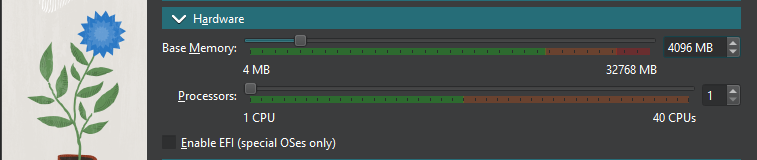 Hardware
Base Memory: 4096 MB
4 MB 32768 MB
Processors: 1
1 CPU 40 CPUs
Enable EFI (special OSes only)